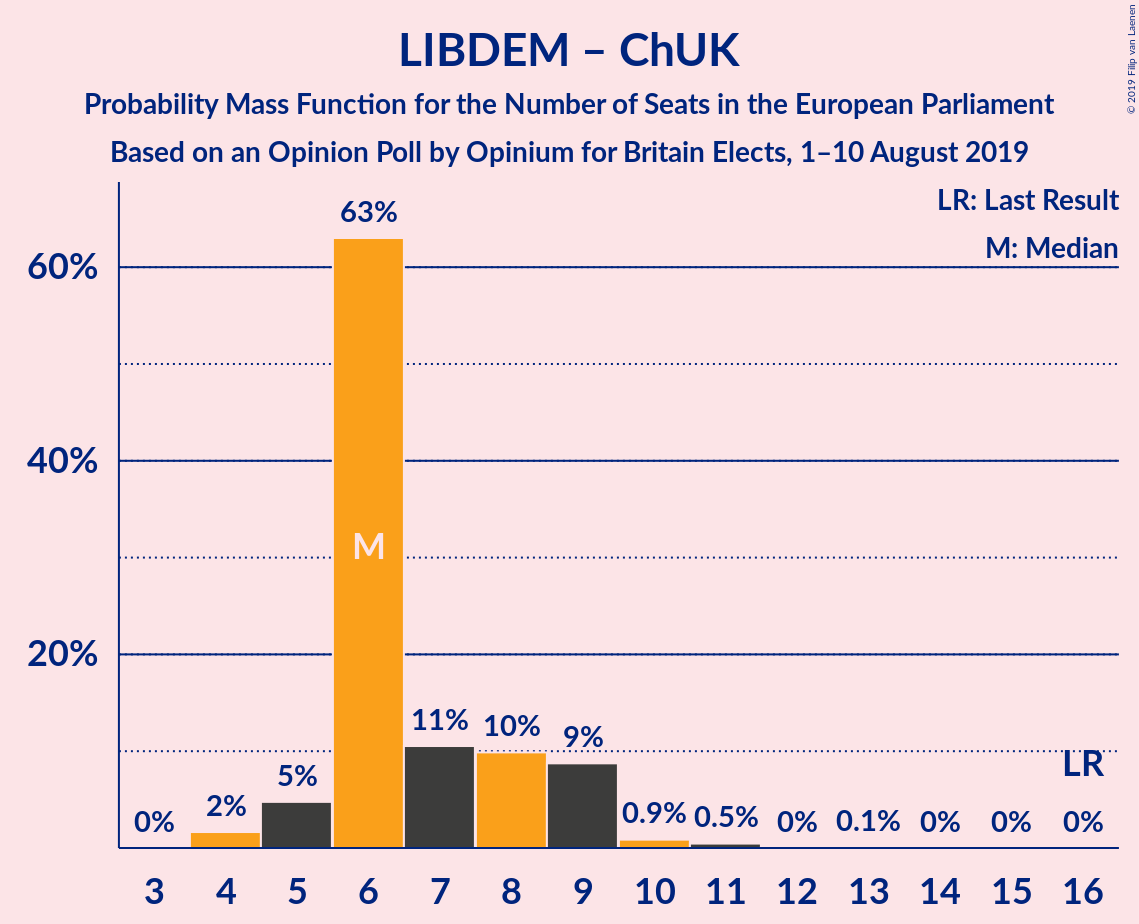 LIBDEM – ChUK
Probability Mass Function for the Number of Seats in the European Parliament
Based on an Opinion Poll by Opinium for Britain Elects, 1–10 August 2019
© 2019 Filip van Laenen
LR: Last Result
M: Median
60%
40%
20%
63%
M
11%
10%
9%
LR
5%
2%
0%
0.9%
0.5%
0%
0.1%
0%
0%
0%
3 4 5 6 7 8 9 10 11 12 13 14 15 16